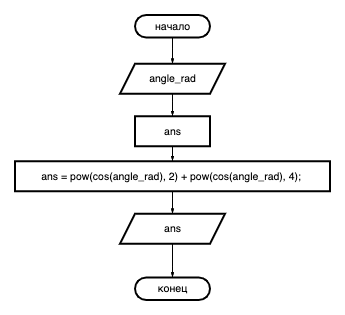 начало
angle_rad
ans
ans = pow(cos(angle_rad), 2) + pow(cos(angle_rad), 4);
ans
конец